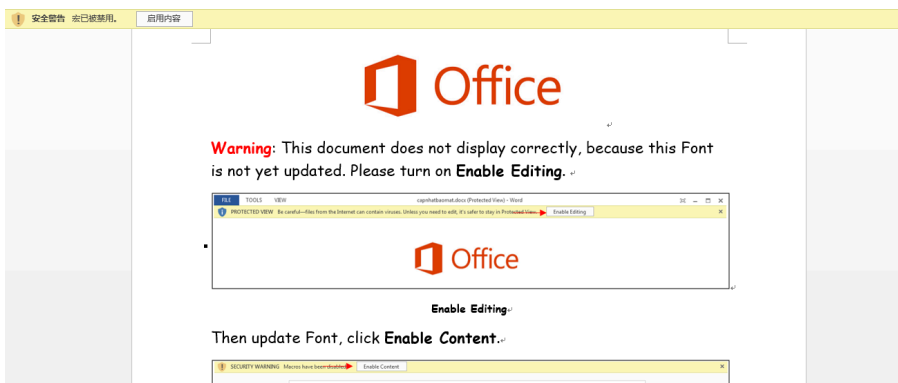 安全警告 宏已被禁用。 启用内容
Office
Warning: This document does not display correctly, because this Font
is not yet updated. Please turn on Enable Editing.
FILE TOOLS VIEW capnhatbaomat.docx (Protected View) - Word
PROTECTED VIEW Be careful—files from the Internet can contain viruses. Unless you need to edit, it's safer to stay in Protected View. Enable Editing
Office
Enable Editing
Then update Font, click Enable Content.
SECURITY WARNING Macros have been disabled. Enable Content